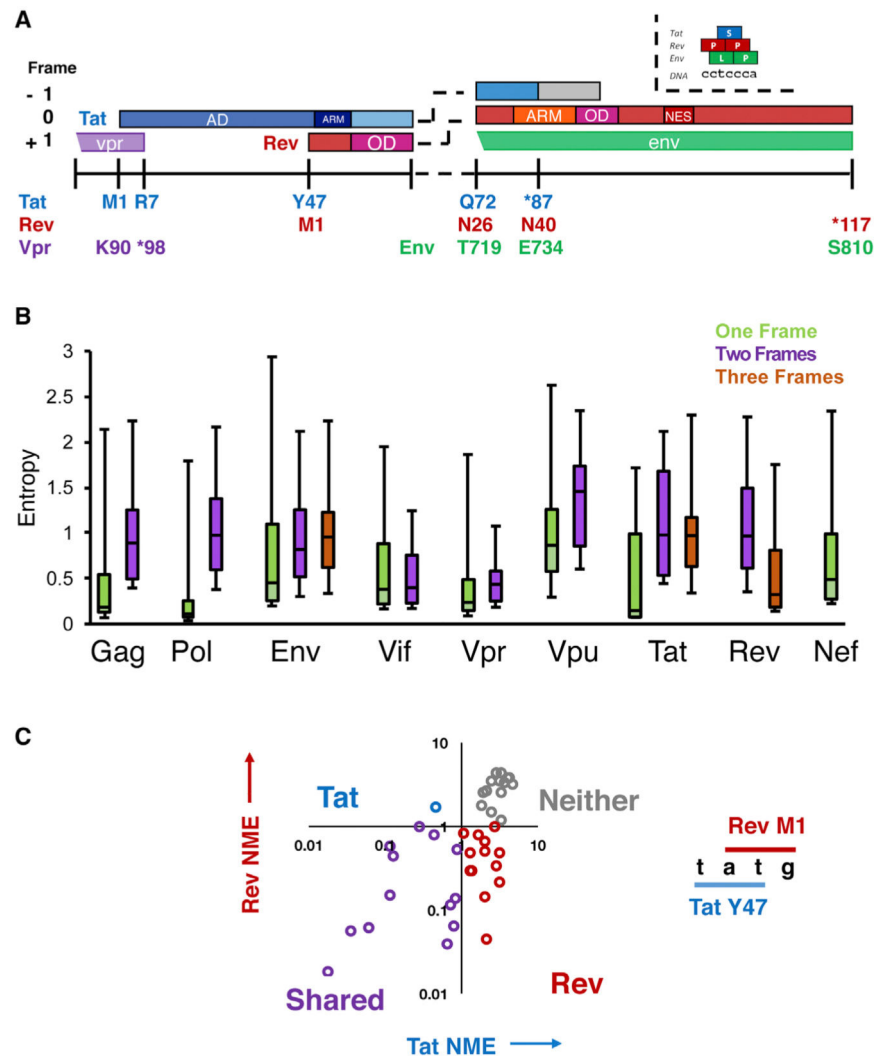 A
Frame
- 1
0
+ 1
Tat
AD
ARM
vpr
Rev
OD
ARM
OD
NES
env
Tat
S
Rev
P P
Env
L P
DNA
cctccca
Tat M1 R7 Y47 Q72 *87
Rev M1 N26 N40 *117
Vpr K90 *98 Env T719 E734 S810
B
One Frame
Two Frames
Three Frames
Entropy
3
2.5
2
1.5
1
0.5
0
Gag Pol Env Vif Vpr Vpu Tat Rev Nef
C
Rev NME
10
Tat
Neither
1
0.01 0.1 1 10
0.1
0.01
Shared
Rev
Tat NME
Rev M1
t a t g
Tat Y47